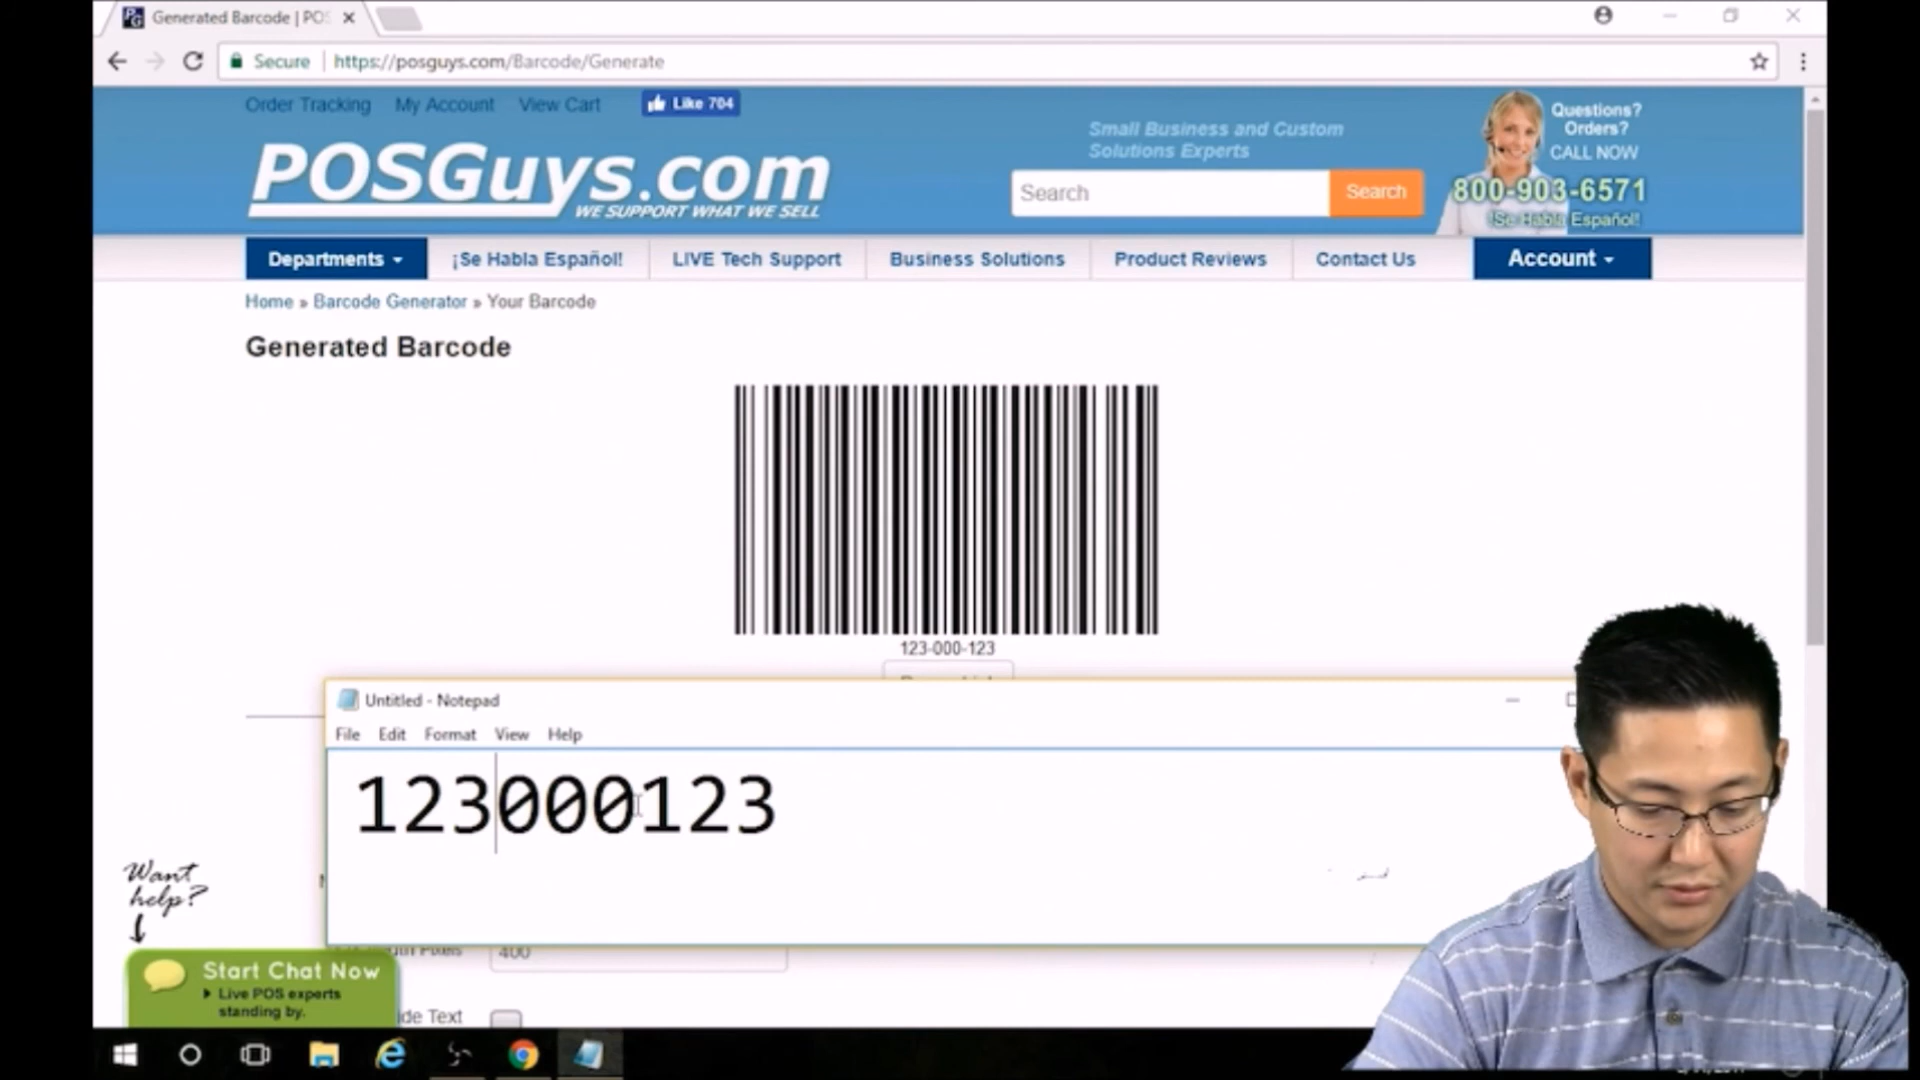 Generated Barcode | POS
Secure
https://posguys.com/Barcode/Generate
Order Tracking My Account View Cart
Like 704
Small Business and Custom
Solutions Experts
Questions?
Orders?
CALL NOW
800-903-6571
¡Se Habla Español!
POSGuys.com
WE SUPPORT WHAT WE SELL
Search
Search
Departments ¡Se Habla Español! LIVE Tech Support Business Solutions Product Reviews Contact Us Account
Home » Barcode Generator » Your Barcode
Generated Barcode
123-000-123
Untitled - Notepad
File Edit Format View Help
123000123
Want
help?
400
Start Chat Now
Live POS experts
standing by.
Text